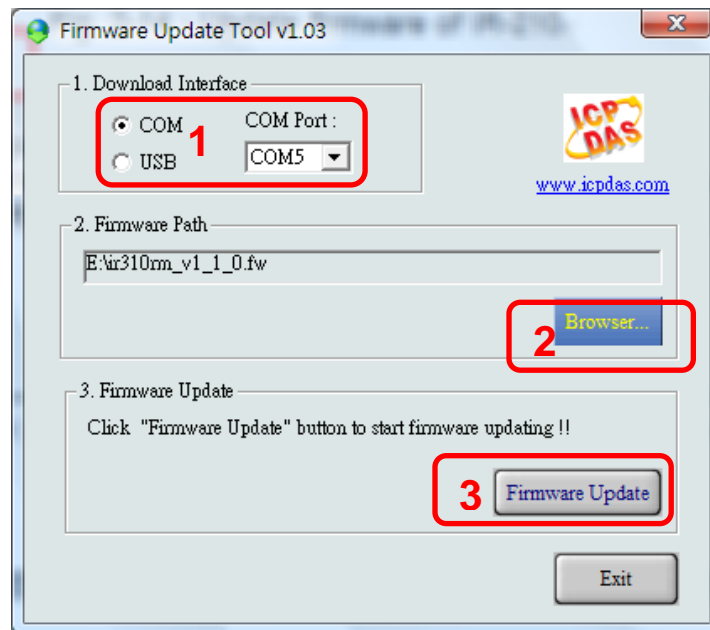 Firmware Update Tool v1.03
1. Download Interface
COM
COM Port :
1
USB
COM5
ICP
DAS
www.icpdas.com
2. Firmware Path
E:\ir310rm_v1_1_0.fw
Browser...
2
3. Firmware Update
Click "Firmware Update" button to start firmware updating !!
3
Firmware Update
Exit